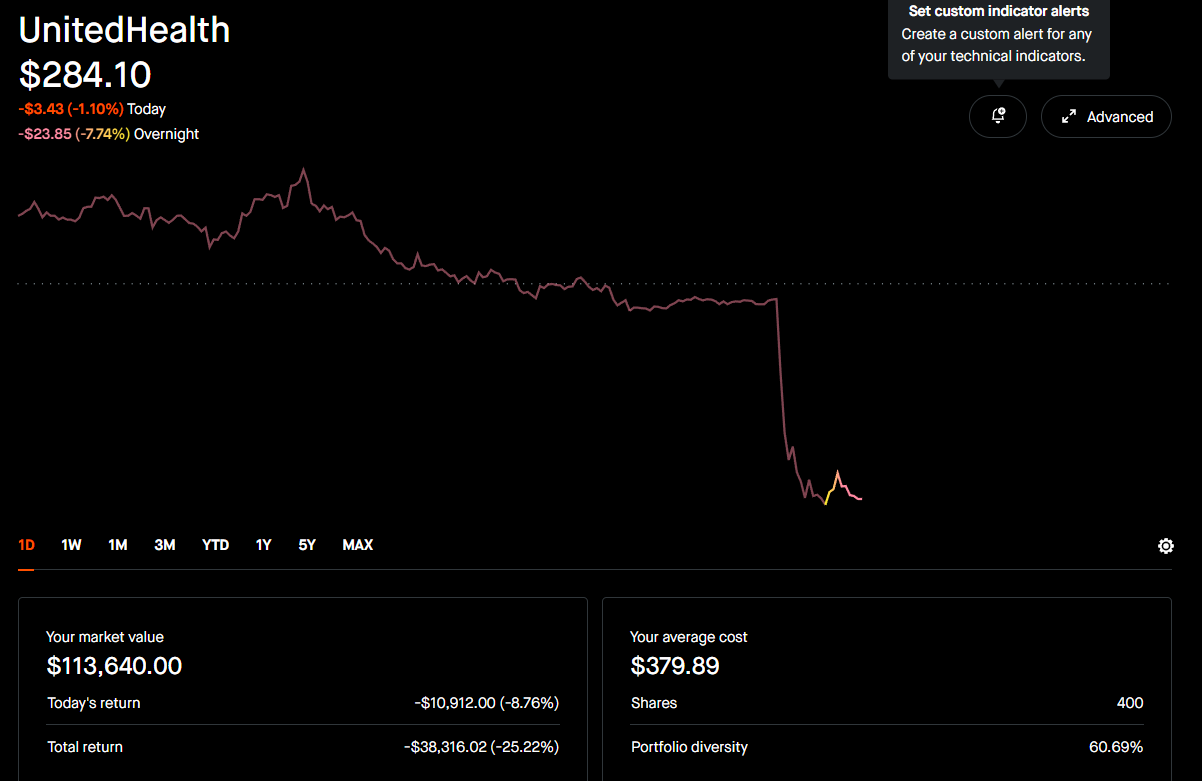 UnitedHealth
$284.10
-$3.43 (-1.10%) Today
-$23.85 (-7.74%) Overnight
Set custom indicator alerts
Create a custom alert for any
of your technical indicators.
Advanced
1D 1W 1M 3M YTD 1Y 5Y MAX
Your market value
$113,640.00
Today's return -$10,912.00 (-8.76%)
Total return -$38,316.02 (-25.22%)
Your average cost
$379.89
Shares 400
Portfolio diversity 60.69%